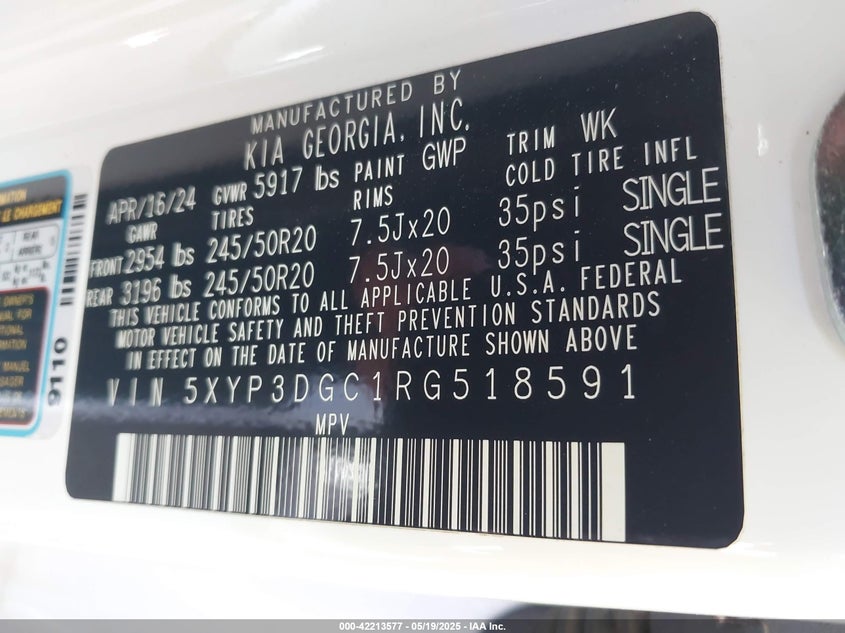 MANUFACTURED BY
KIA GEORGIA, INC.
APR/16/24 GVWR 5917 lbs PAINT GWP TRIM WK
GAWR TIRES RIMS COLD TIRE INFL
FRONT 2954 lbs 245/50R20 7.5Jx20 35psi SINGLE
REAR 3196 lbs 245/50R20 7.5Jx20 35psi SINGLE
THIS VEHICLE CONFORMS TO ALL APPLICABLE U.S.A. FEDERAL
MOTOR VEHICLE SAFETY AND THEFT PREVENTION STANDARDS
IN EFFECT ON THE DATE OF MANUFACTURE SHOWN ABOVE
VIN 5XYP3DGC1RG518591
MPV
9110
000-42213577 — 05/19/2025 — IAA Inc.